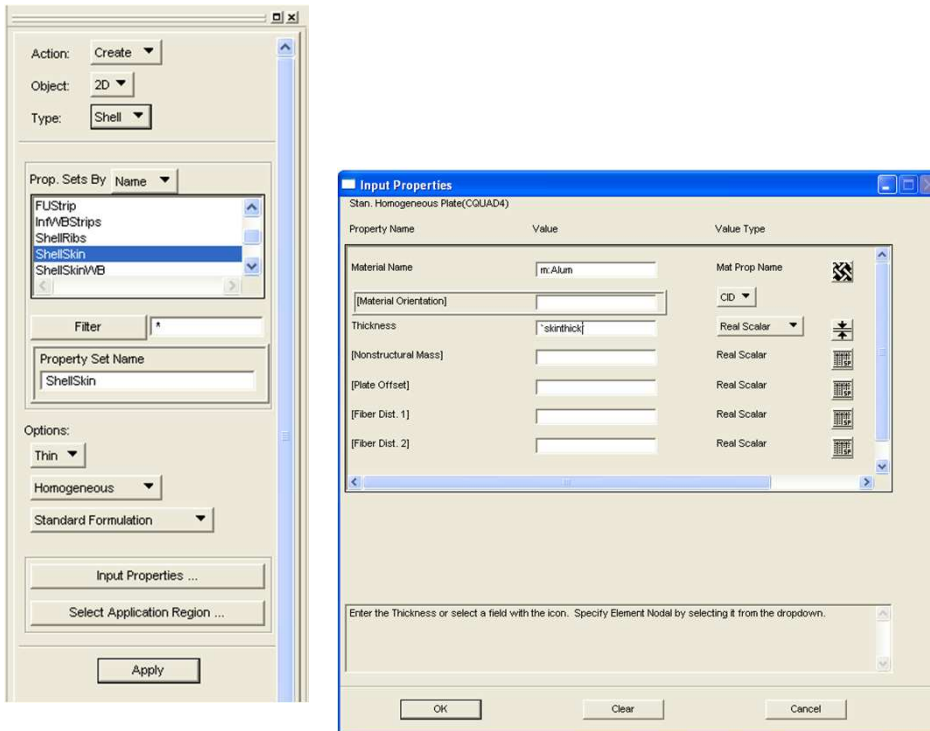 Action: Create
Object: 2D
Type: Shell
Prop. Sets By Name
FUStrip
InfWBStrips
ShellRibs
ShellSkin
ShellSkinWB
Filter *
Property Set Name
ShellSkin
Options:
Thin
Homogeneous
Standard Formulation
Input Properties ...
Select Application Region ...
Apply
Input Properties
Stan. Homogeneous Plate(CQUAD4)
Property Name Value Value Type
Material Name m:Alum Mat Prop Name
[Material Orientation] CID
Thickness `skinthick` Real Scalar
[Nonstructural Mass] Real Scalar
[Plate Offset] Real Scalar
[Fiber Dist. 1] Real Scalar
[Fiber Dist. 2] Real Scalar
Enter the Thickness or select a field with the icon. Specify Element Nodal by selecting it from the dropdown.
OK Clear Cancel